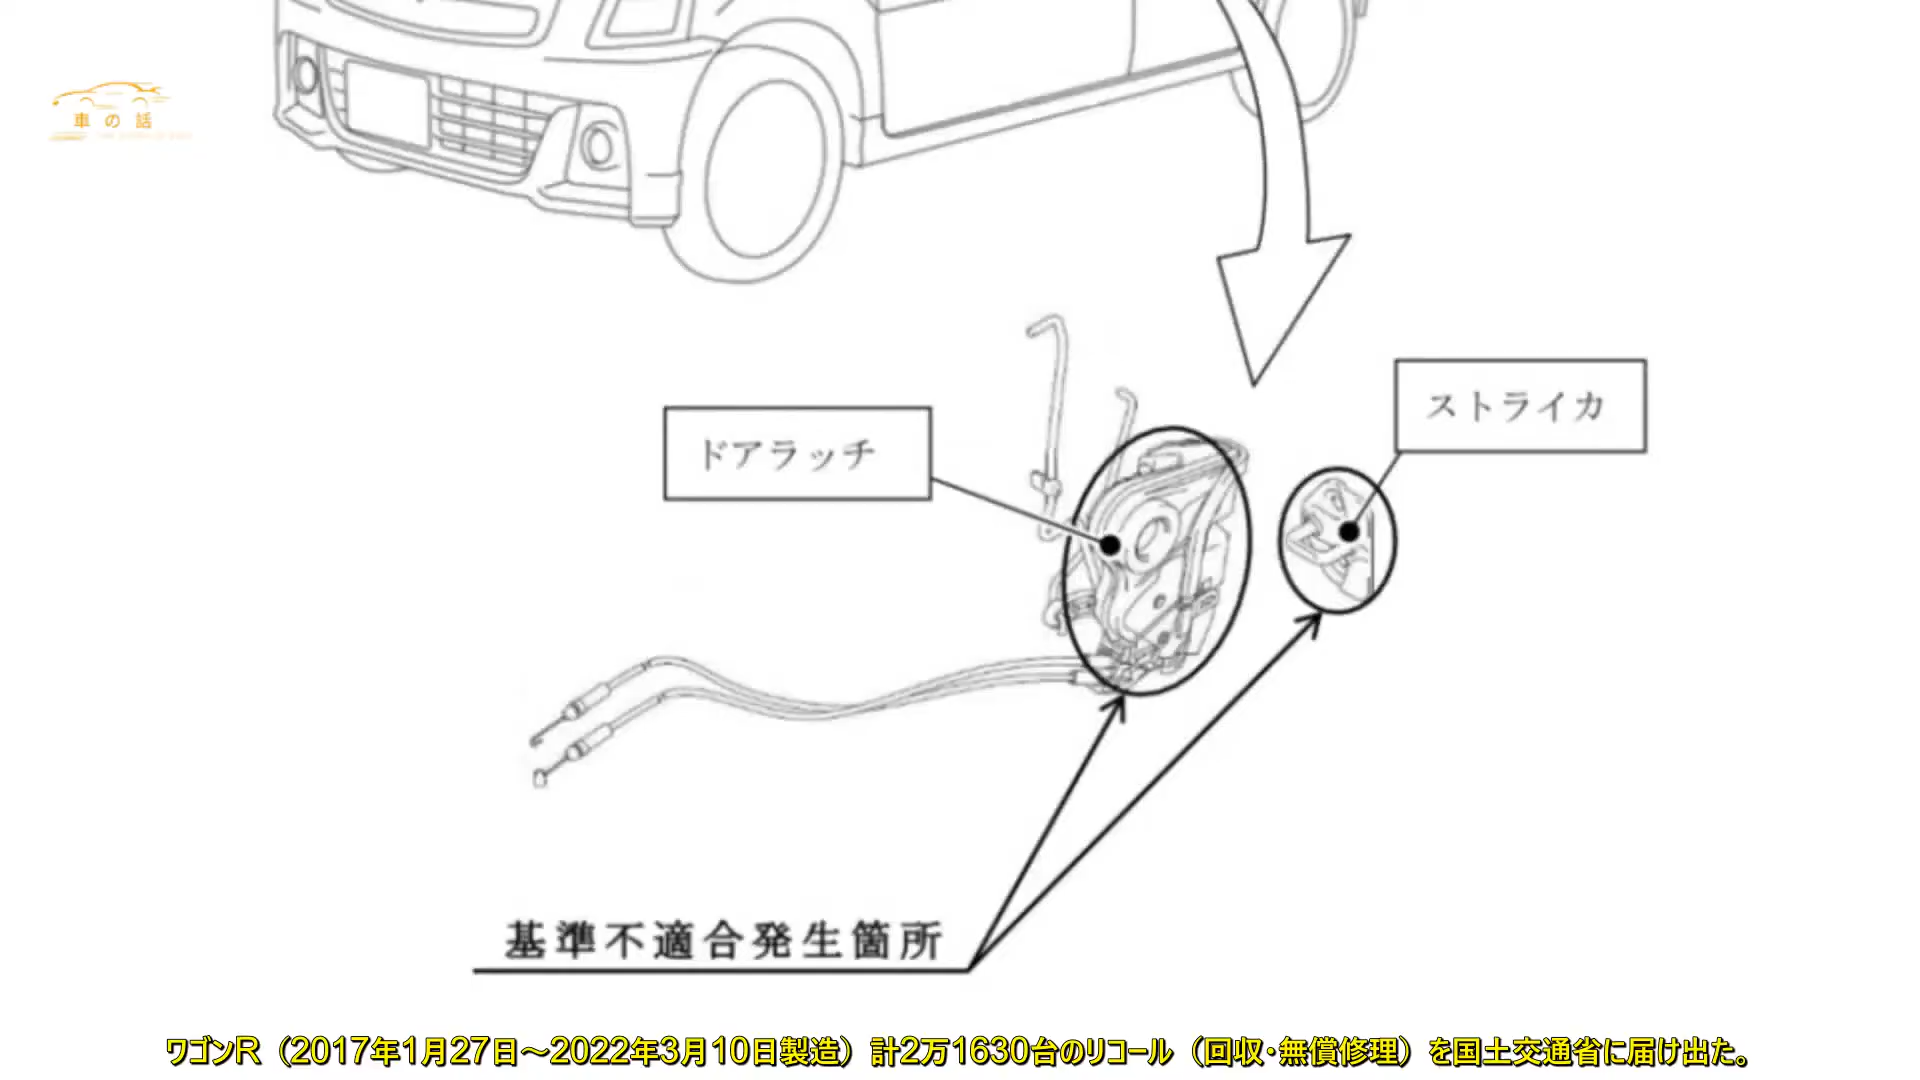 車の話
ドアラッチ
ストライカ
基準不適合発生箇所
ワゴンR（2017年1月27日～2022年3月10日製造）計2万1630台のリコール（回収・無償修理）を国土交通省に届け出た。